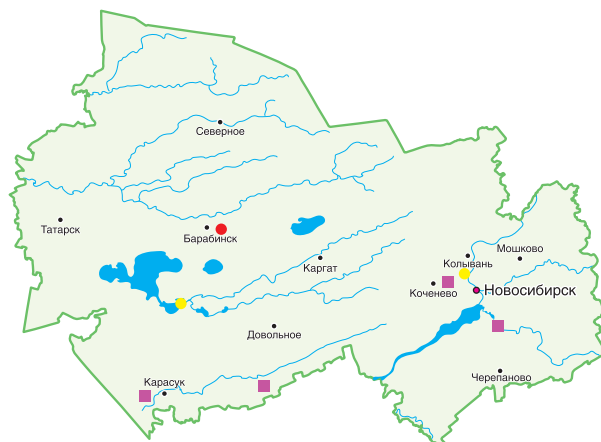 Северное
Татарск
Барабинск
Каргат
Колывань
Мошково
Коченево
Новосибирск
Довольное
Карасук
Черепаново